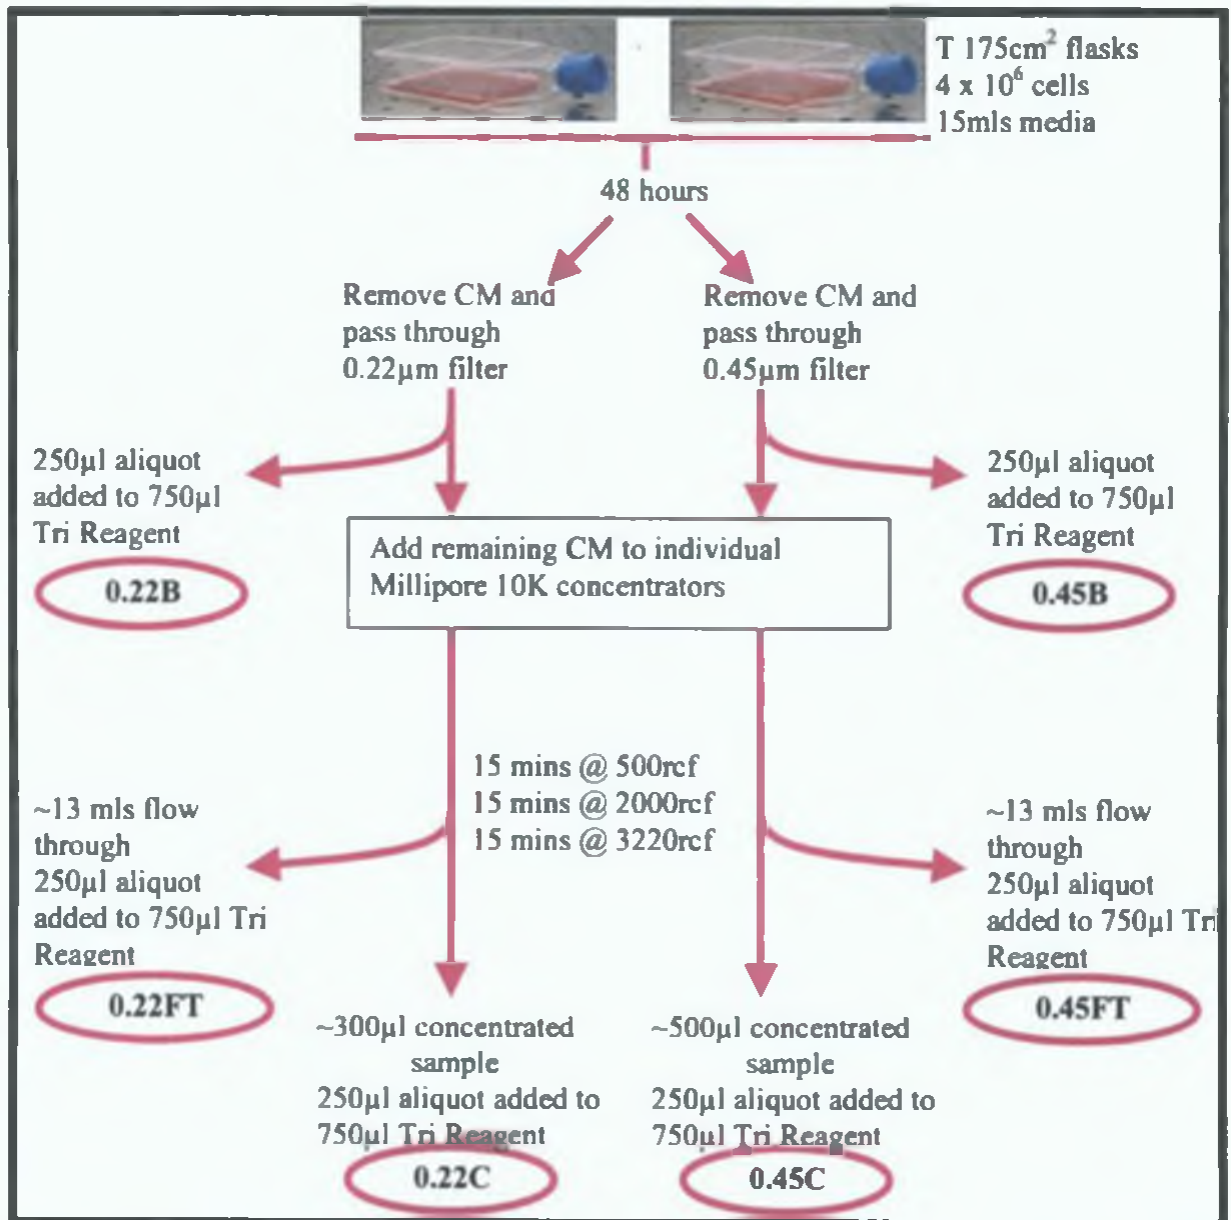 T 175cm² flasks
4 x 10⁶ cells
15mls media
48 hours
Remove CM and
pass through
0.22µm filter
Remove CM and
pass through
0.45µm filter
250µl aliquot
added to 750µl
Tri Reagent
0.22B
250µl aliquot
added to 750µl
Tri Reagent
0.45B
Add remaining CM to individual
Millipore 10K concentrators
15 mins @ 500rcf
15 mins @ 2000rcf
15 mins @ 3220rcf
~13 mls flow
through
250µl aliquot
added to 750µl Tri
Reagent
0.22FT
~13 mls flow
through
250µl aliquot
added to 750µl Tri
Reagent
0.45FT
~300µl concentrated
sample
250µl aliquot added to
750µl Tri Reagent
0.22C
~500µl concentrated
sample
250µl aliquot added to
750µl Tri Reagent
0.45C